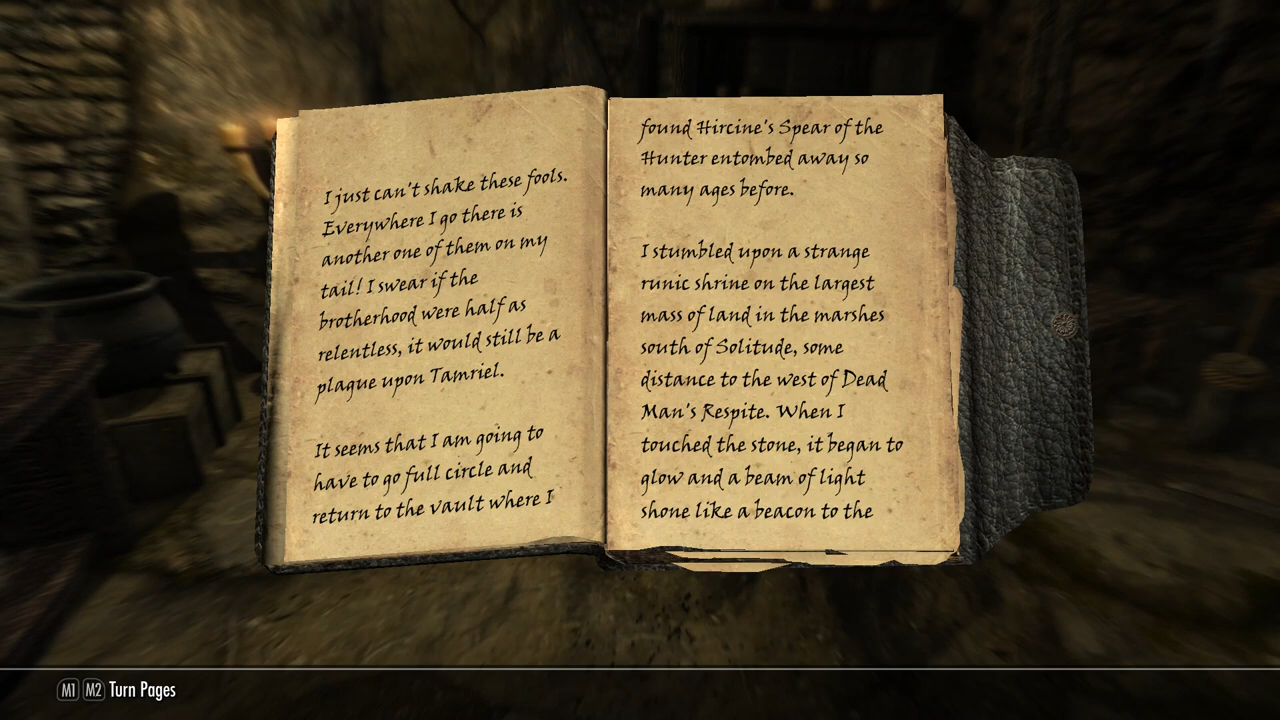 I just can't shake these fools.
Everywhere I go there is
another one of them on my
tail! I swear if the
brotherhood were half as
relentless, it would still be a
plague upon Tamriel.
It seems that I am going to
have to go full circle and
return to the vault where I
found Hircine's Spear of the
Hunter entombed away so
many ages before.
I stumbled upon a strange
runic shrine on the largest
mass of land in the marshes
south of Solitude, some
distance to the west of Dead
Man's Respite. When I
touched the stone, it began to
glow and a beam of light
shone like a beacon to the
M1 M2 Turn Pages